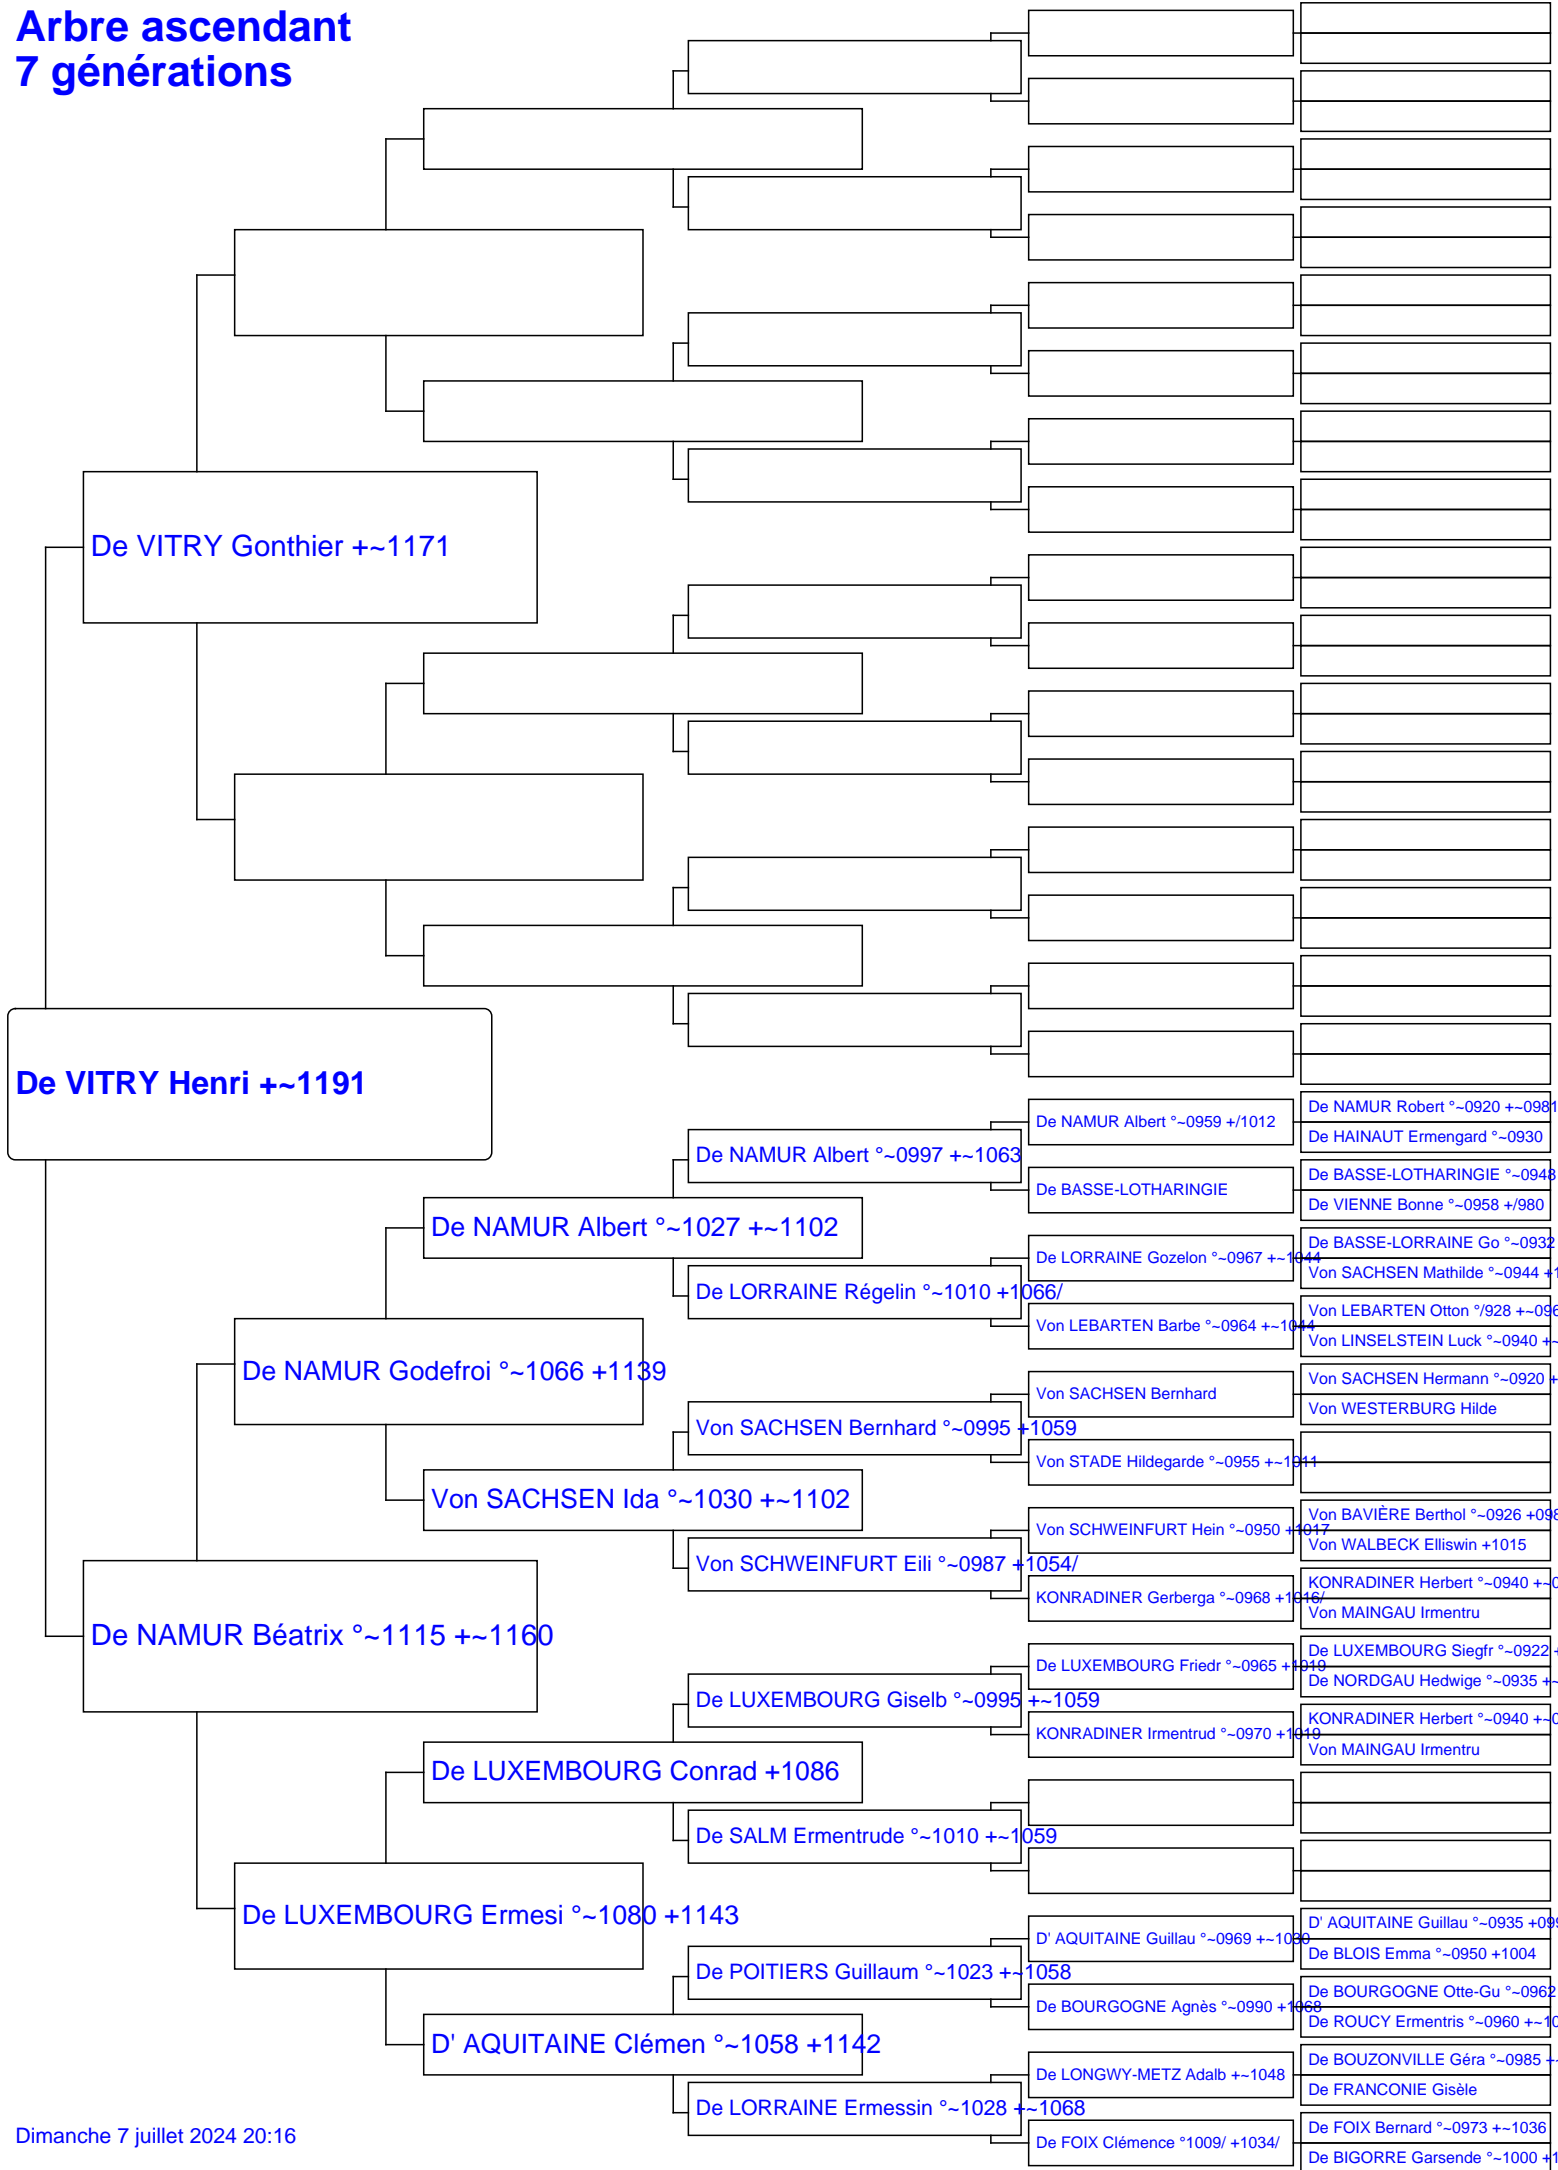 Arbre ascendant
7 générations
De VITRY Gonthier +~1171
De VITRY Henri +~1191
De NAMUR Albert °~0959 +/1012
De NAMUR Robert °~0920 +~0981
De HAINAUT Ermengard °~0930
De NAMUR Albert °~0997 +~1063
De BASSE-LOTHARINGIE
De BASSE-LOTHARINGIE °~0948
De VIENNE Bonne °~0958 +/980
De NAMUR Albert °~1027 +~1102
De LORRAINE Gozelon °~0967 +~1044
De BASSE-LORRAINE Go °~0932
Von SACHSEN Mathilde °~0944 +1
De LORRAINE Régelin °~1010 +1066/
Von LEBARTEN Barbe °~0964 +~1044
Von LEBARTEN Otton °/928 +~096
Von LINSELSTEIN Luck °~0940 +~
De NAMUR Godefroi °~1066 +1139
Von SACHSEN Bernhard
Von SACHSEN Hermann °~0920 +
Von WESTERBURG Hilde
Von SACHSEN Bernhard °~0995 +1059
Von STADE Hildegarde °~0955 +~1011
Von SACHSEN Ida °~1030 +~1102
Von SCHWEINFURT Hein °~0950 +1017
Von BAVIÈRE Berthol °~0926 +098
Von WALBECK Elliswin +1015
Von SCHWEINFURT Eili °~0987 +1054/
KONRADINER Gerberga °~0968 +1016/
KONRADINER Herbert °~0940 +~0
Von MAINGAU Irmentru
De NAMUR Béatrix °~1115 +~1160
De LUXEMBOURG Friedr °~0965 +1019
De LUXEMBOURG Siegfr °~0922 +
De NORDGAU Hedwige °~0935 +~
De LUXEMBOURG Giselb °~0995 +~1059
KONRADINER Irmentrud °~0970 +1019
KONRADINER Herbert °~0940 +~0
Von MAINGAU Irmentru
De LUXEMBOURG Conrad +1086
De SALM Ermentrude °~1010 +~1059
De LUXEMBOURG Ermesi °~1080 +1143
D' AQUITAINE Guillau °~0969 +~1030
D' AQUITAINE Guillau °~0935 +099
De BLOIS Emma °~0950 +1004
De POITIERS Guillaum °~1023 +~1058
De BOURGOGNE Agnès °~0990 +1068
De BOURGOGNE Otte-Gu °~0962
De ROUCY Ermentris °~0960 +~10
D' AQUITAINE Clémen °~1058 +1142
De LONGWY-METZ Adalb +~1048
De BOUZONVILLE Géra °~0985 +~
De FRANCONIE Gisèle
De LORRAINE Ermessin °~1028 +~1068
De FOIX Clémence °1009/ +1034/
De FOIX Bernard °~0973 +~1036
De BIGORRE Garsende °~1000 +1
Dimanche 7 juillet 2024 20:16